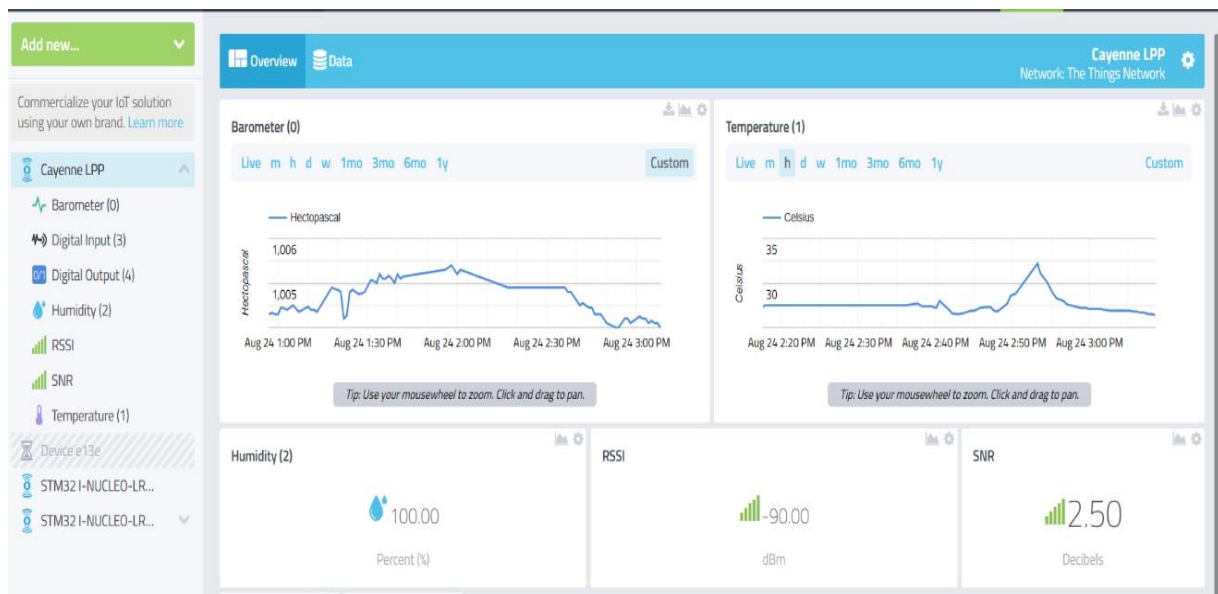 Add new...
Commercialize your IoT solution
using your own brand. Learn more
Cayenne LPP
Barometer (0)
Digital Input (3)
0/1 Digital Output (4)
Humidity (2)
RSSI
SNR
Temperature (1)
Device e13e
STM32 I-NUCLEO-LR...
STM32 I-NUCLEO-LR...
Overview Data
Cayenne LPP
Network: The Things Network
Barometer (0)
Live m h d w 1mo 3mo 6mo 1y Custom
Hectopascal
Hectopascal
1,006
1,005
Aug 24 1:00 PM Aug 24 1:30 PM Aug 24 2:00 PM Aug 24 2:30 PM Aug 24 3:00 PM
Tip: Use your mousewheel to zoom. Click and drag to pan.
Temperature (1)
Live m h d w 1mo 3mo 6mo 1y Custom
Celsius
Celsius
35
30
Aug 24 2:20 PM Aug 24 2:30 PM Aug 24 2:40 PM Aug 24 2:50 PM Aug 24 3:00 PM
Tip: Use your mousewheel to zoom. Click and drag to pan.
Humidity (2)
100.00
Percent (%)
RSSI
-90.00
dBm
SNR
2.50
Decibels